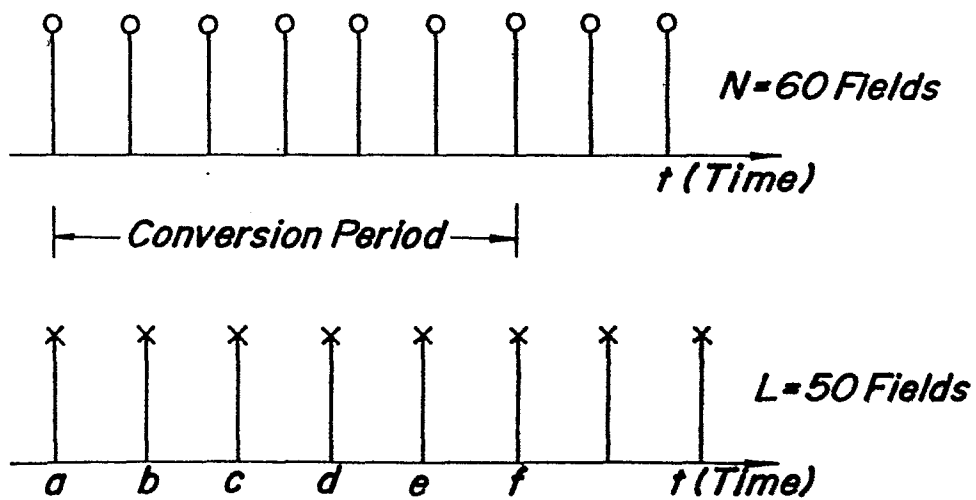 N=60 Fields
t (Time)
Conversion Period
L=50 Fields
a b c d e f t (Time)